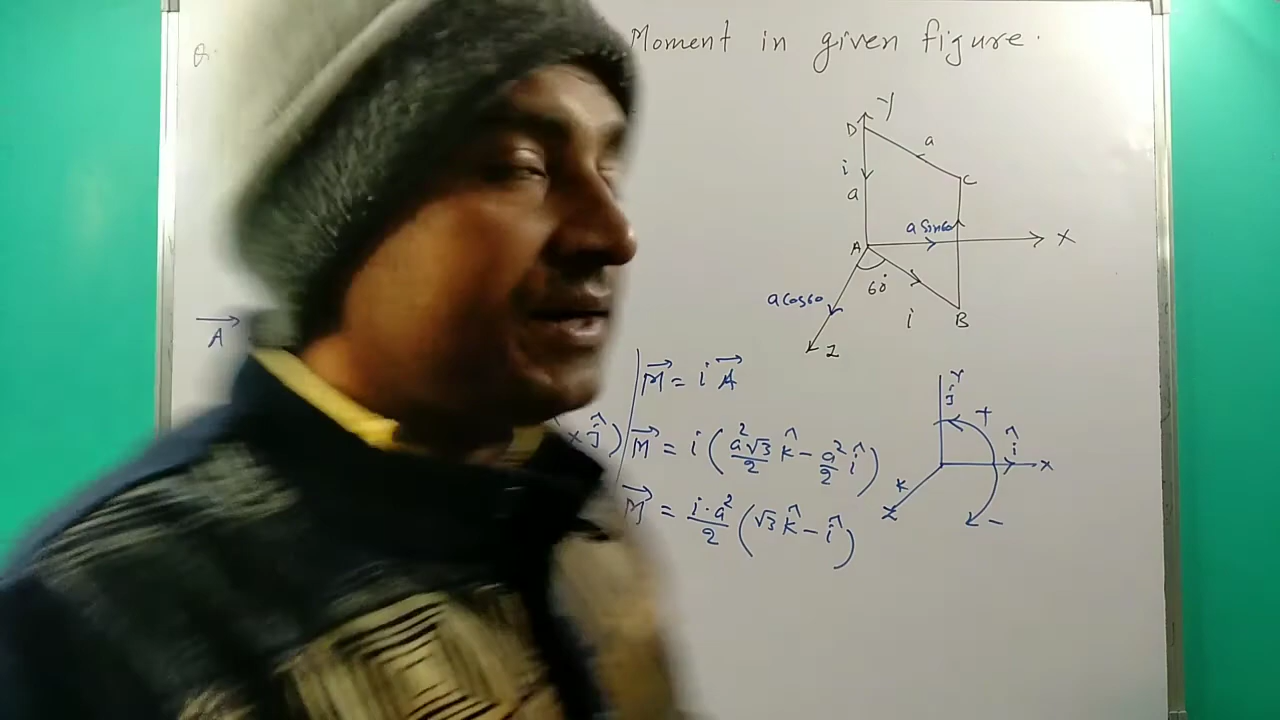 Q. Moment in given figure.
Y
D
a
i
C
a
a sin60
A
X
60°
a cos60
i
B
Z
A
M = i A
Y
ĵ
+
× ĵ)
M = i (a²√3/2 k̂ - a²/2 î)
î
X
K
Z
M = i·a²/2 (√3 k̂ - î)
-